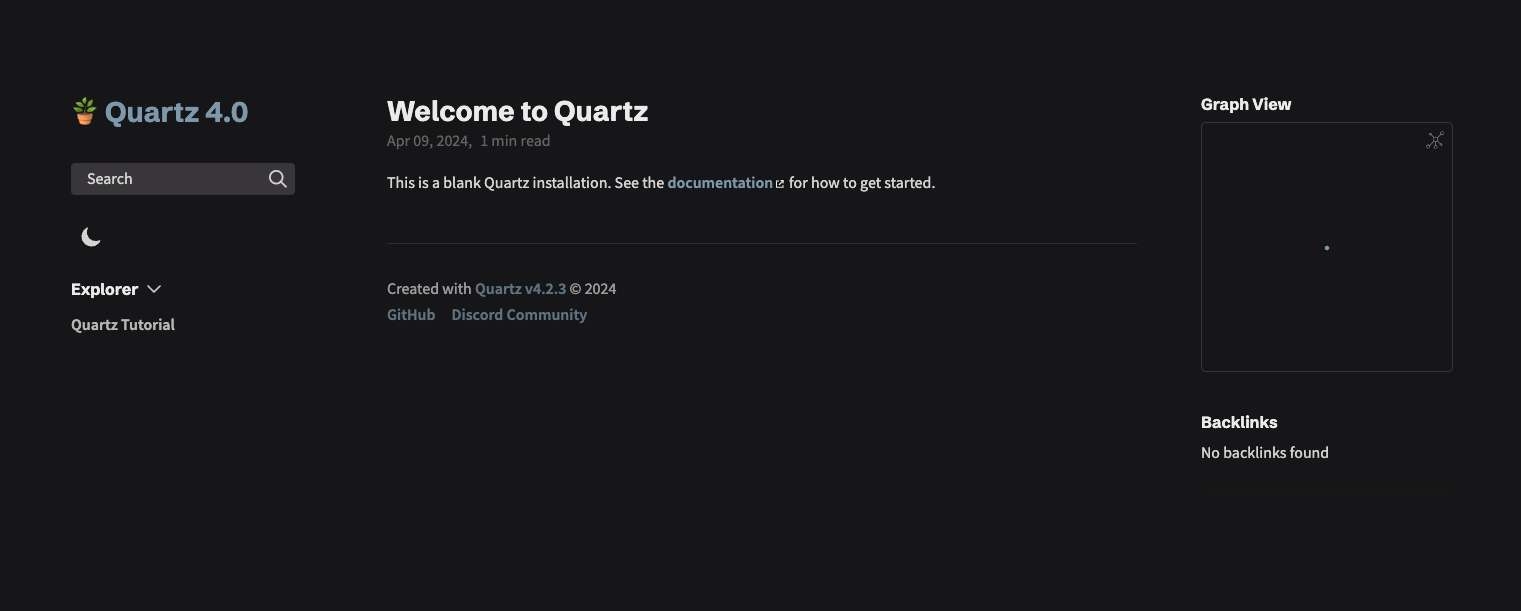 🪴 Quartz 4.0
Search
Explorer
Quartz Tutorial
Welcome to Quartz
Apr 09, 2024, 1 min read
This is a blank Quartz installation. See the documentation for how to get started.
Created with Quartz v4.2.3 © 2024
GitHub Discord Community
Graph View
Backlinks
No backlinks found